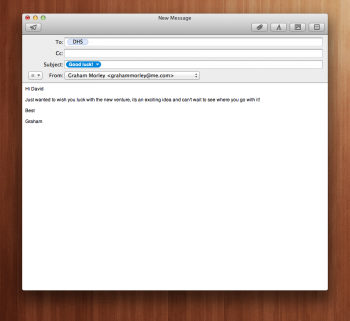 New Message
To: DHS
Cc:
Subject: Good luck!
From: Graham Morley <grahammorley@me.com>
Hi David
Just wanted to wish you luck with the new venture, its an exciting idea and can't wait to see where you go with it!
Best
Graham